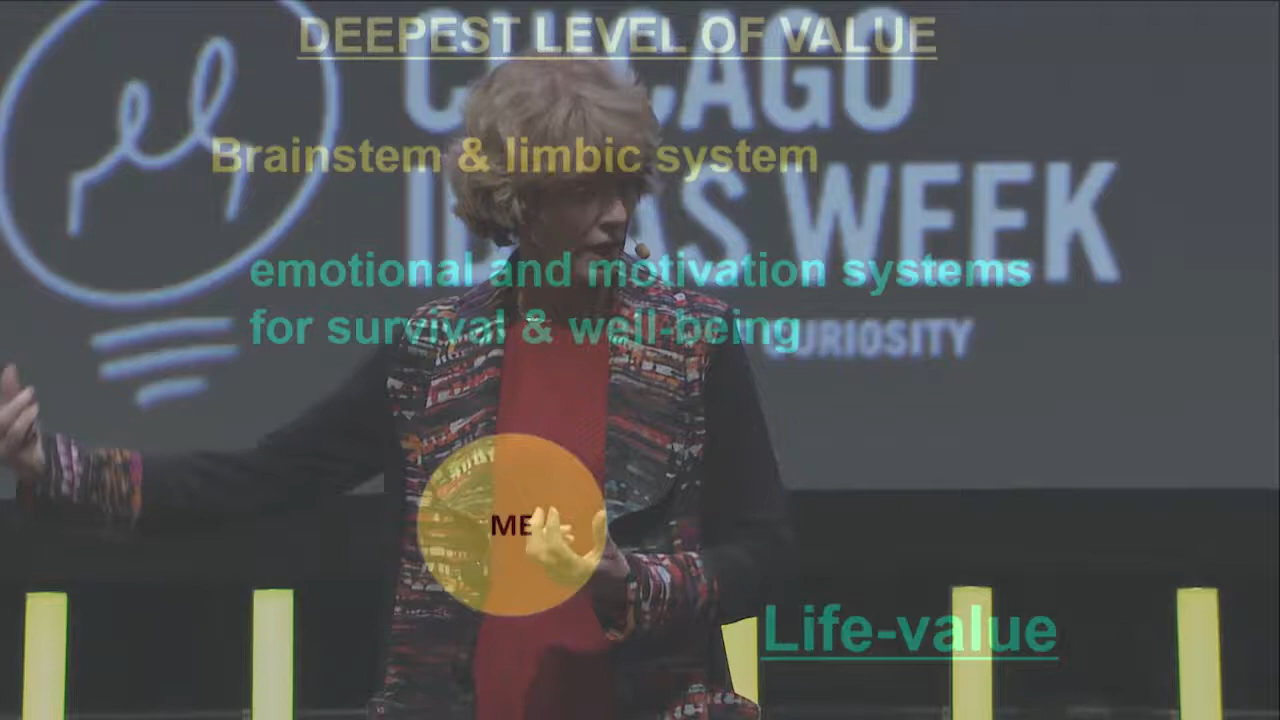 DEEPEST LEVEL OF VALUE
CHICAGO
Brainstem & limbic system
IDEAS WEEK
emotional and motivation systems
for survival & well-being
CURIOSITY
ME
Life-value